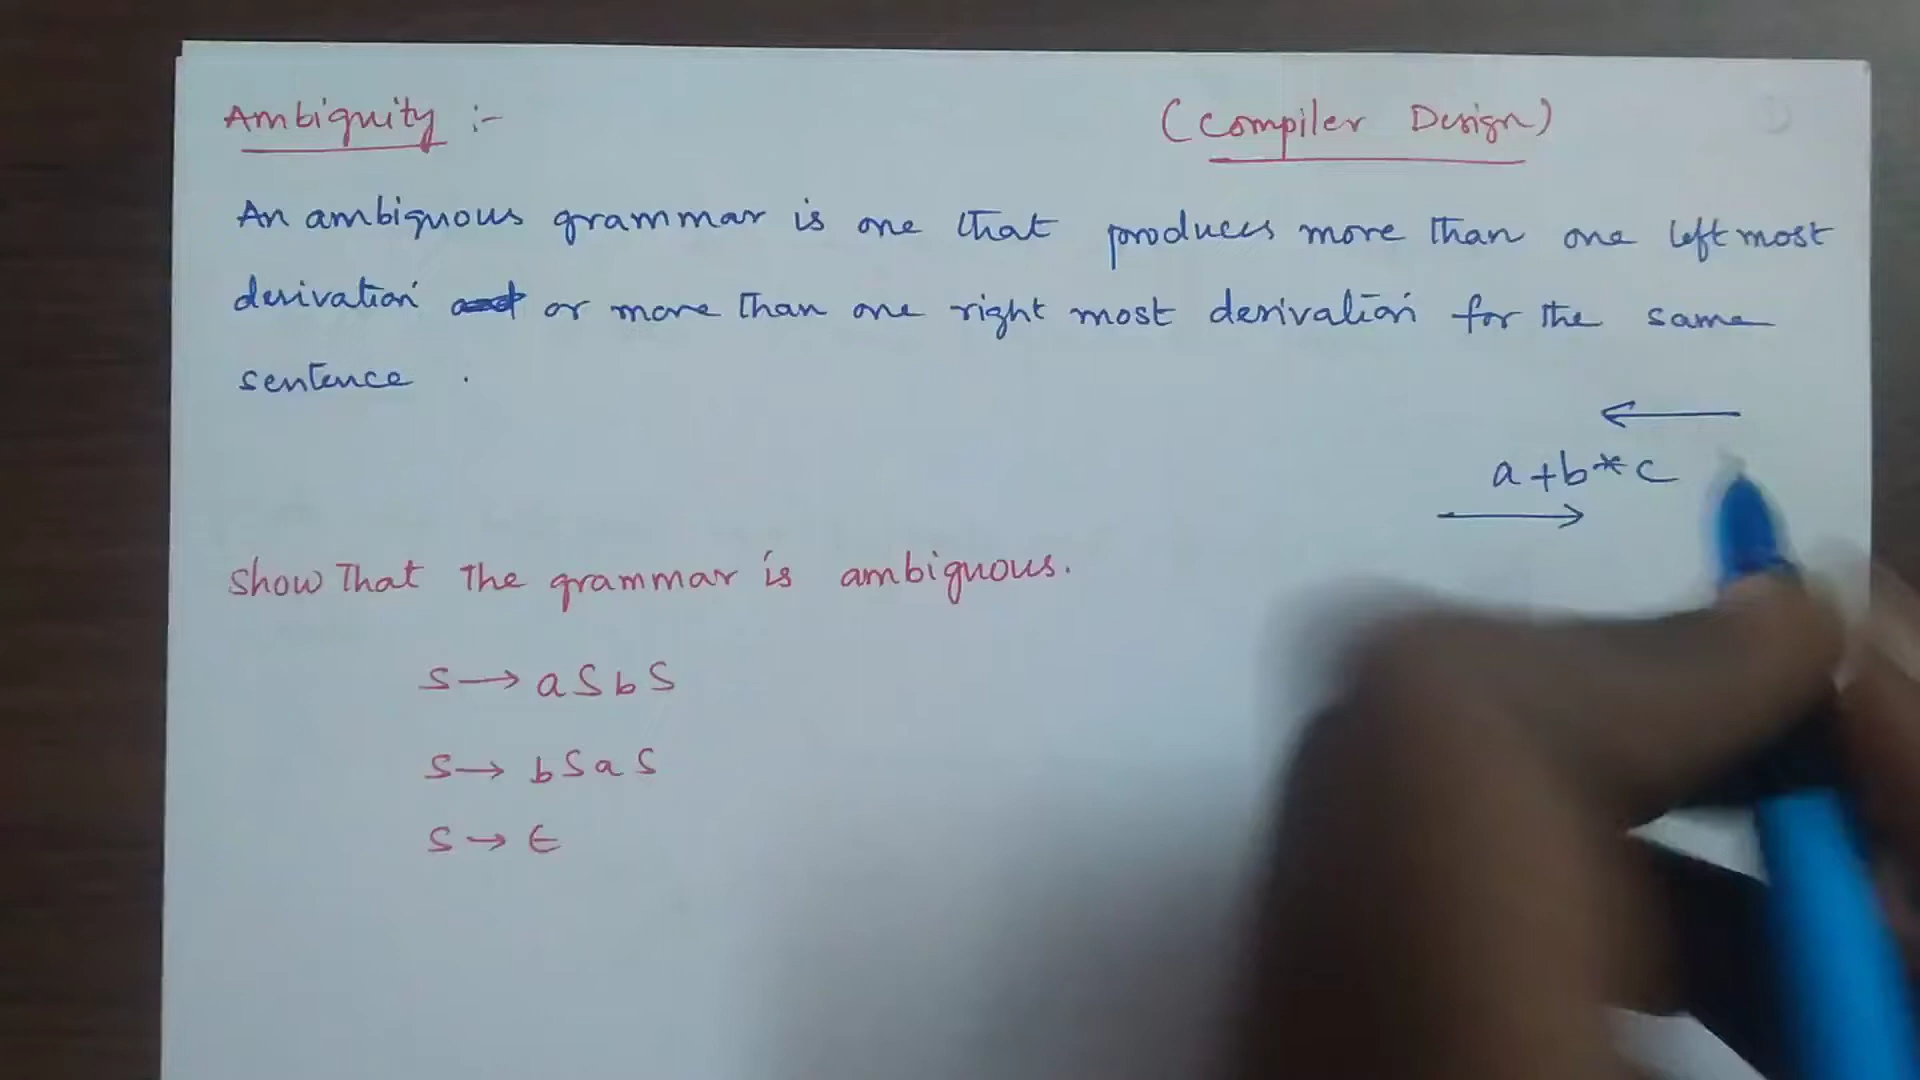 Ambiguity :-
(Compiler Design)
An ambiguous grammar is one that produces more than one left most
derivation or more than one right most derivation for the same
sentence .
←
a+b*c
→
Show that the grammar is ambiguous.
S → aSbS
S → bSaS
S → ϵ